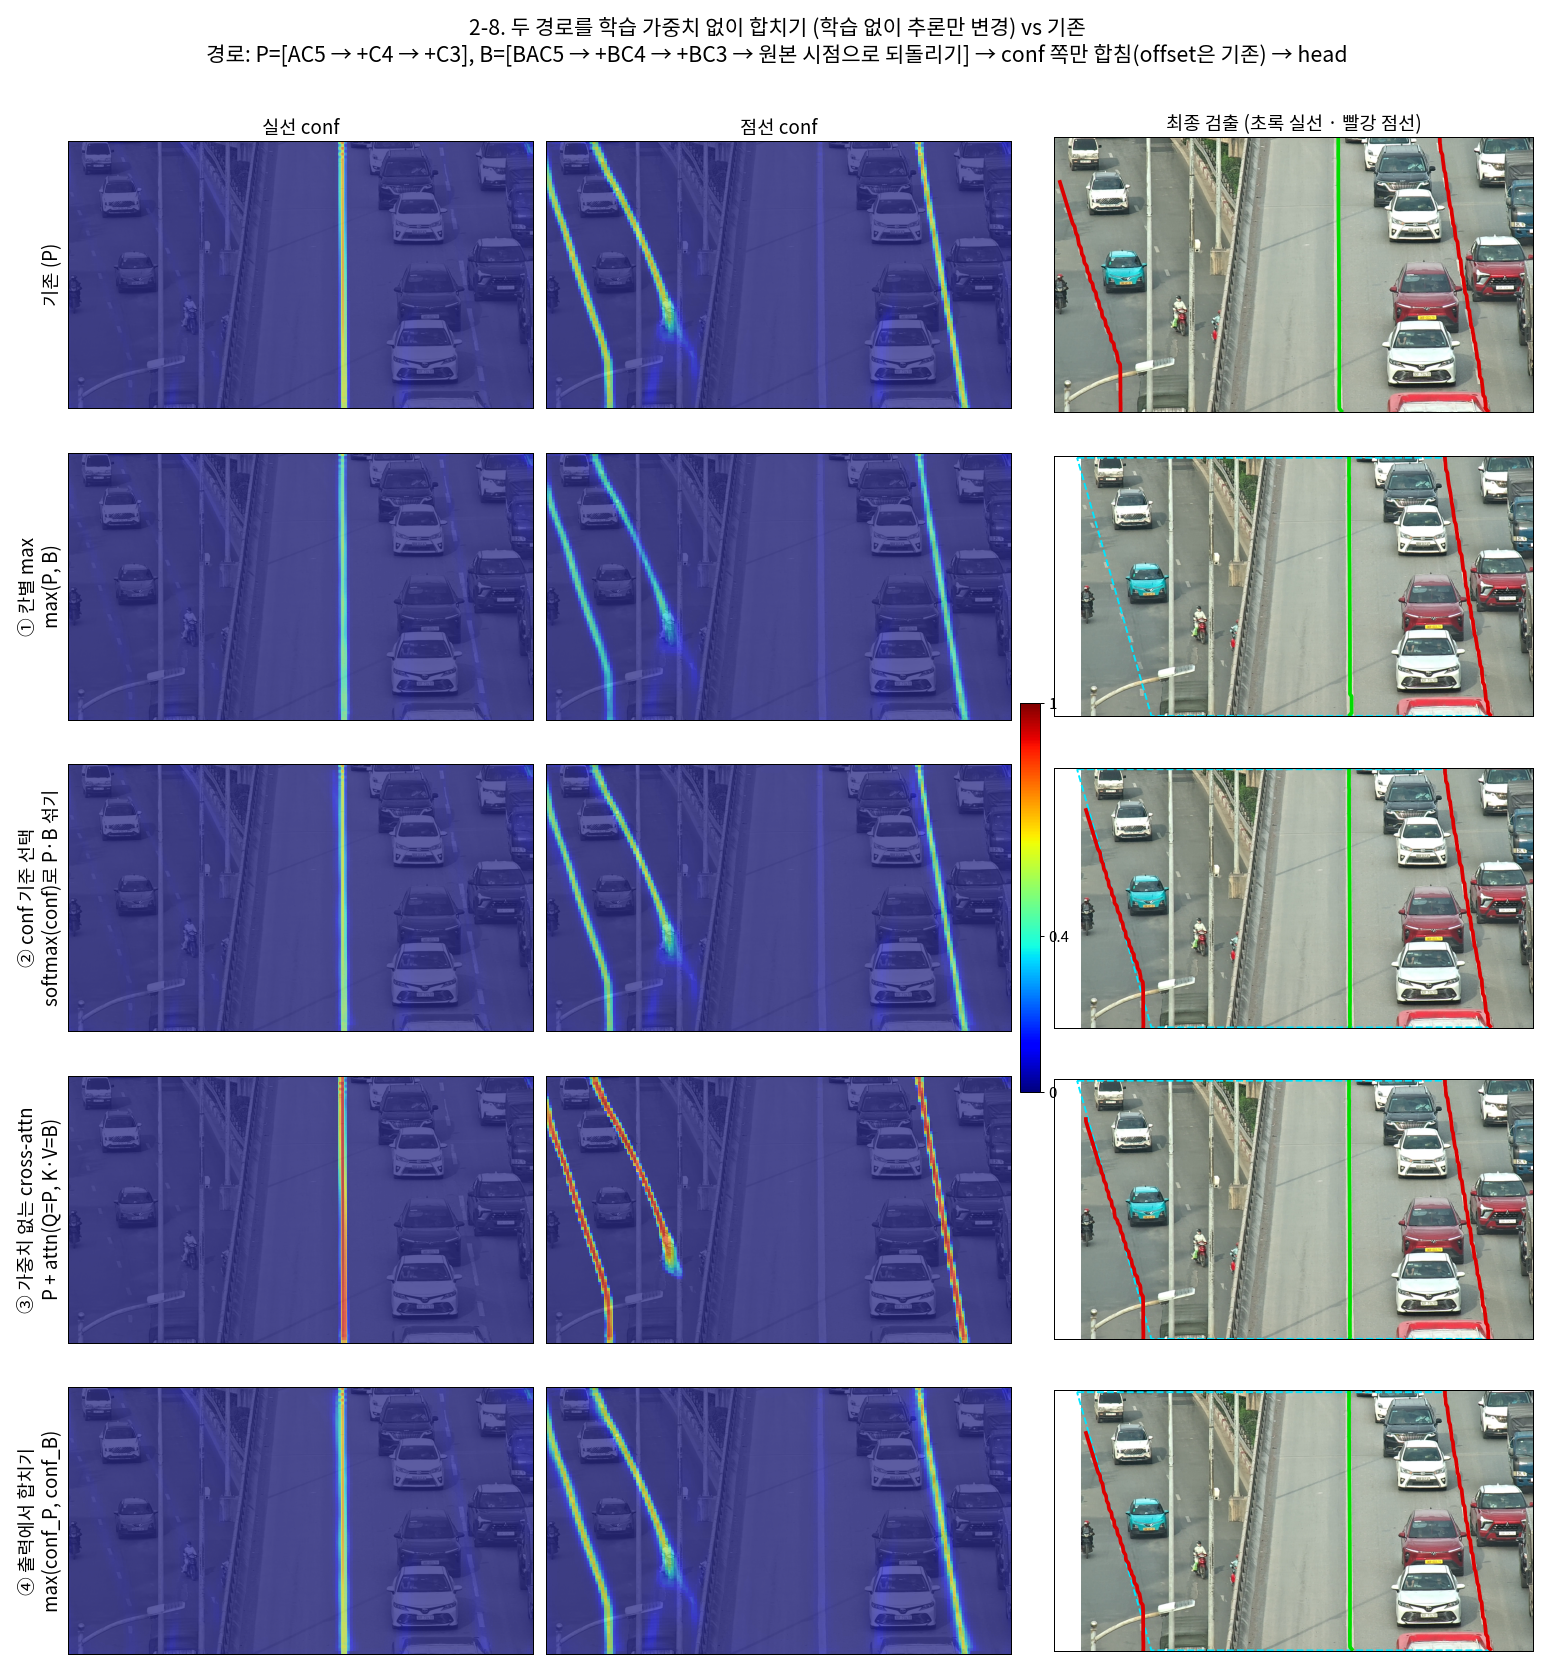 2-8. 두 경로를 학습 가중치 없이 합치기 (학습 없이 추론만 변경) vs 기존
경로: P=[AC5 → +C4 → +C3], B=[BAC5 → +BC4 → +BC3 → 원본 시점으로 되돌리기] → conf 쪽만 합침(offset은 기존) → head
실선 conf
점선 conf
최종 검출 (초록 실선 · 빨강 점선)
기존 (P)
① 칸별 max
max(P, B)
② conf 기준 선택
softmax(conf)로 P·B 섞기
③ 가중치 없는 cross-attn
P + attn(Q=P, K·V=B)
④ 출력에서 합치기
max(conf_P, conf_B)
1
0.4
0